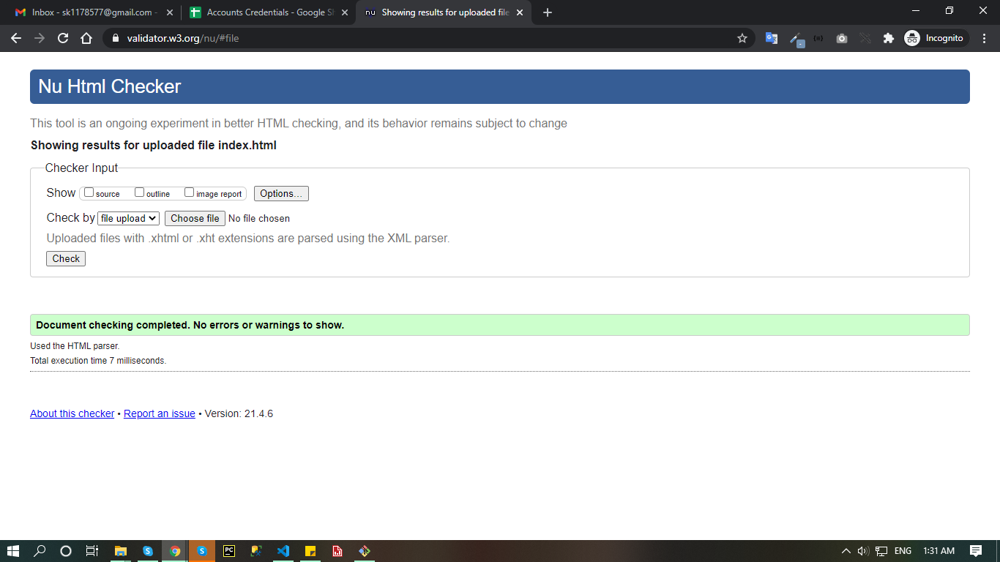 Inbox - sk1178577@gmail.com -
Accounts Credentials - Google Sh
nu Showing results for uploaded file
validator.w3.org/nu/#file
Incognito
Nu Html Checker
This tool is an ongoing experiment in better HTML checking, and its behavior remains subject to change
Showing results for uploaded file index.html
Checker Input
Show source outline image report Options...
Check by file upload Choose file No file chosen
Uploaded files with .xhtml or .xht extensions are parsed using the XML parser.
Check
Document checking completed. No errors or warnings to show.
Used the HTML parser.
Total execution time 7 milliseconds.
About this checker • Report an issue • Version: 21.4.6
PC
ENG
1:31 AM